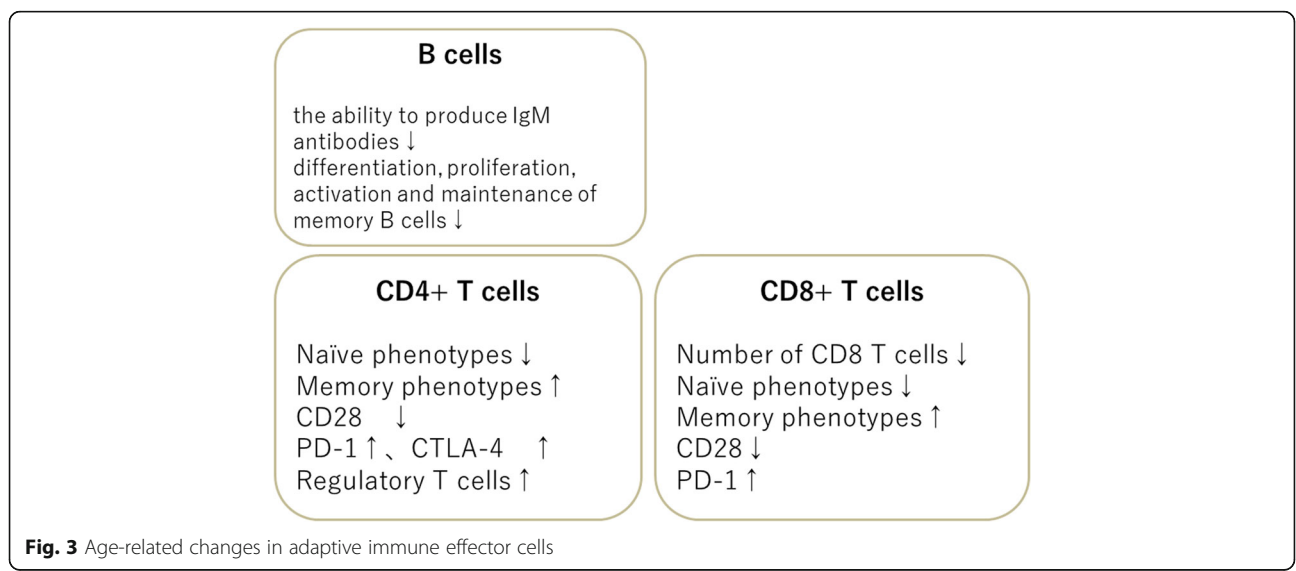 B cells
the ability to produce IgM
antibodies ↓
differentiation, proliferation,
activation and maintenance of
memory B cells ↓
CD4+ T cells
Naïve phenotypes ↓
Memory phenotypes ↑
CD28 ↓
PD-1 ↑、CTLA-4 ↑
Regulatory T cells ↑
CD8+ T cells
Number of CD8 T cells ↓
Naïve phenotypes ↓
Memory phenotypes ↑
CD28 ↓
PD-1 ↑
Fig. 3 Age-related changes in adaptive immune effector cells